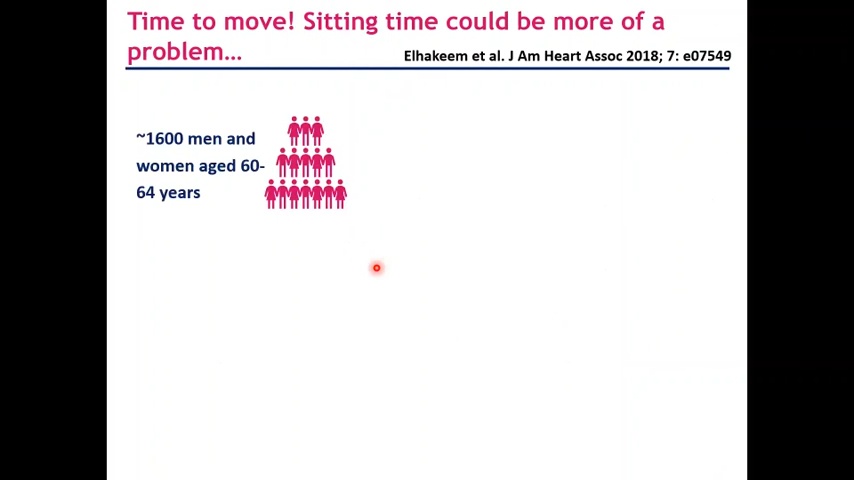 Time to move! Sitting time could be more of a
problem…
Elhakeem et al. J Am Heart Assoc 2018; 7: e07549
~1600 men and
women aged 60-
64 years